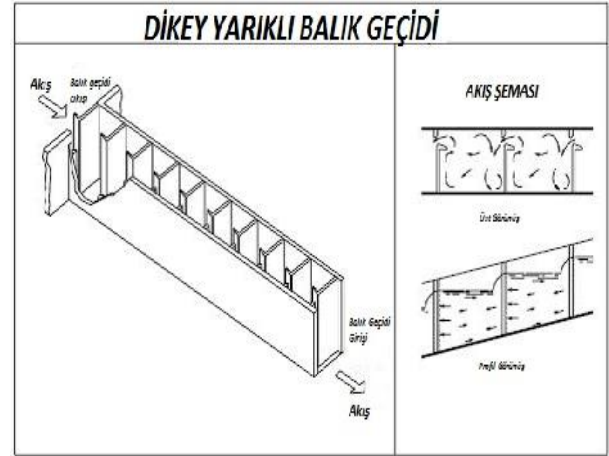 DİKEY YARIKLI BALIK GEÇİDİ
Akış
Balık geçidi
çıkışı
Balık Geçidi
Girişi
Akış
AKIŞ ŞEMASI
Üst Görünüş
Profil Görünüş